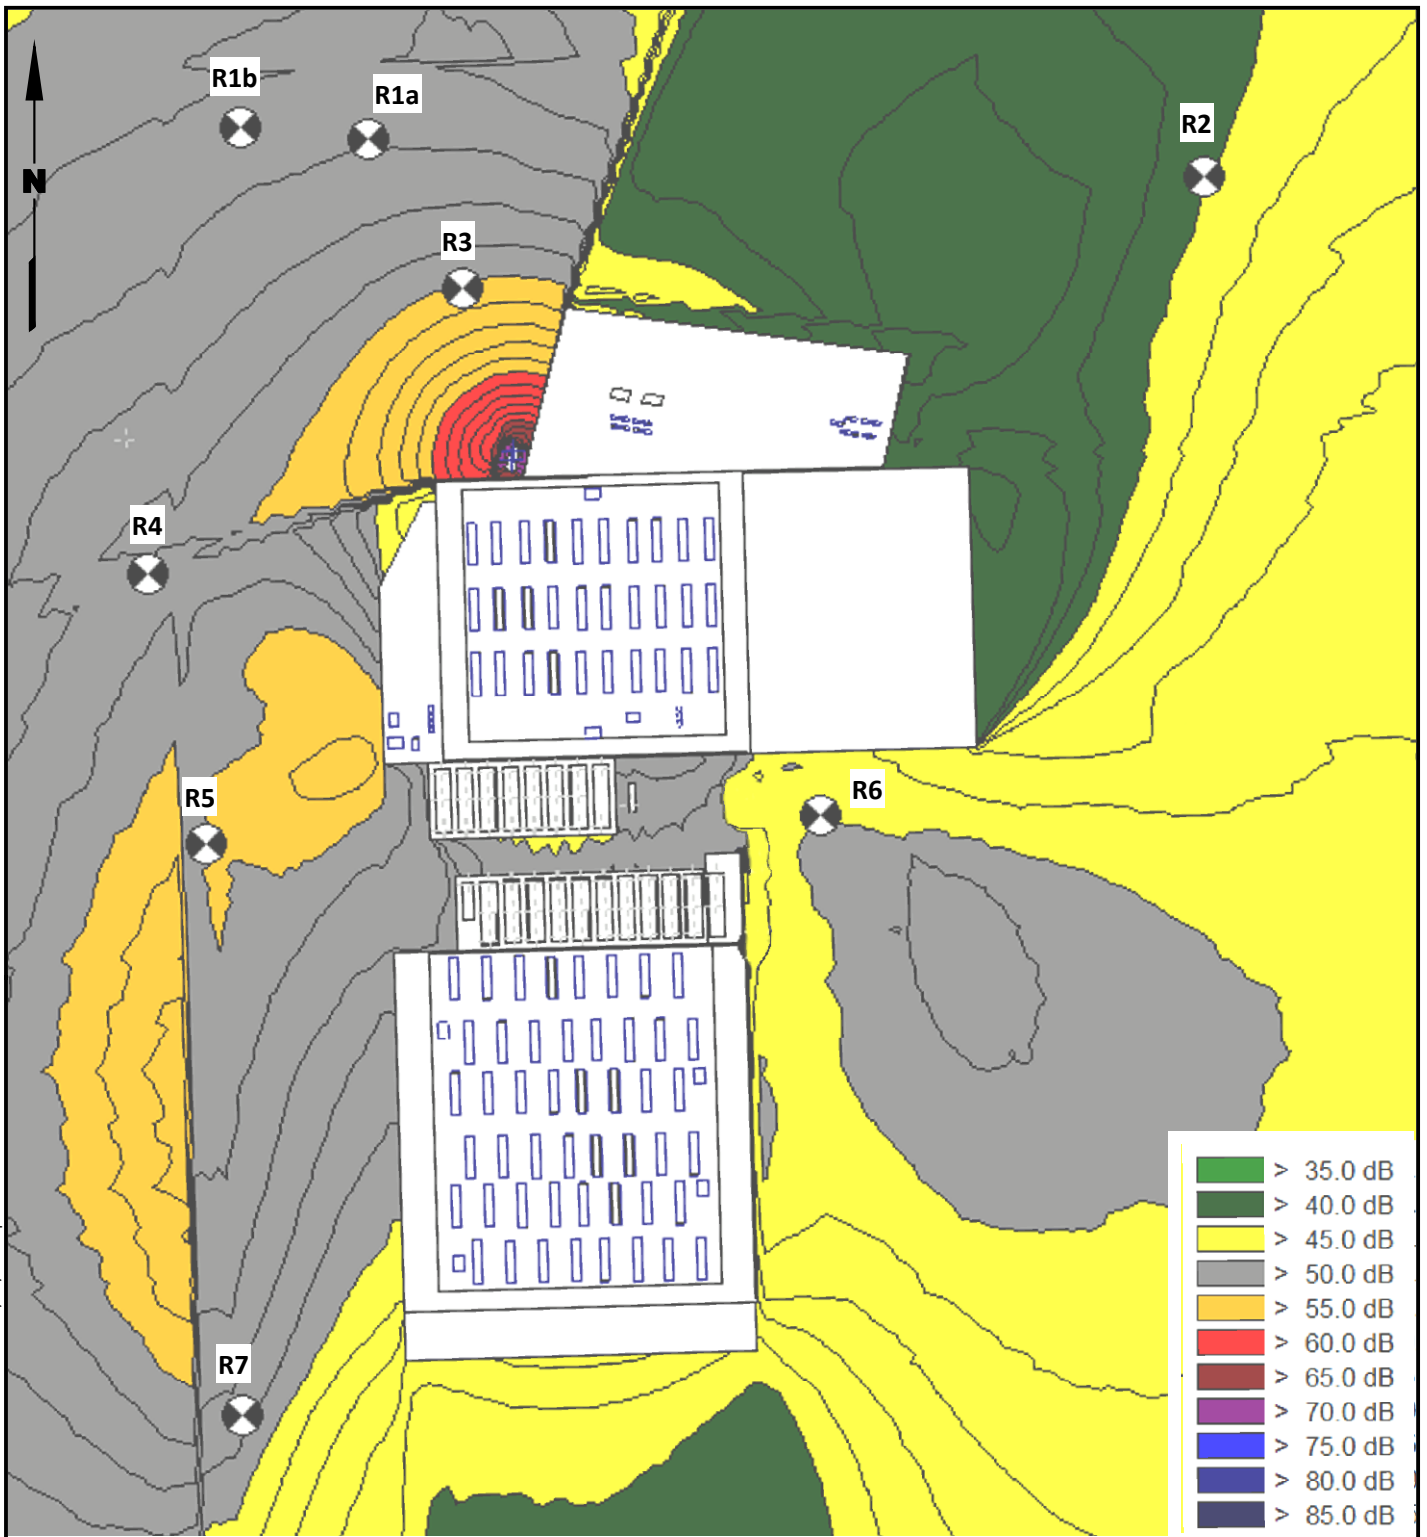 R1b
R1a
R2
N
R3
R4
R5
R6
R7
> 35.0 dB
> 40.0 dB
> 45.0 dB
> 50.0 dB
> 55.0 dB
> 60.0 dB
> 65.0 dB
> 70.0 dB
> 75.0 dB
> 80.0 dB
> 85.0 dB